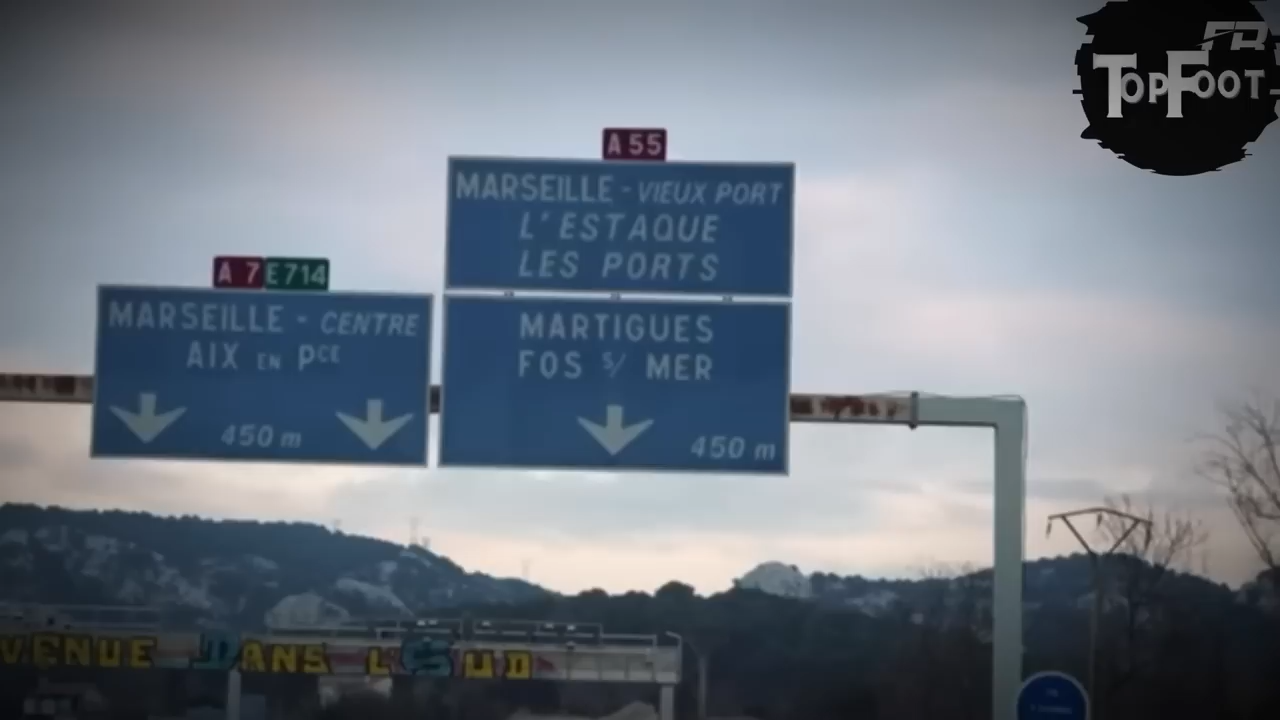 FR
TOPFOOT
A 55
MARSEILLE - VIEUX PORT
L'ESTAQUE
LES PORTS
A 7 E714
MARSEILLE - CENTRE
AIX EN PCE
450 m
MARTIGUES
FOS S/ MER
450 m
VENUE DANS L'SUD